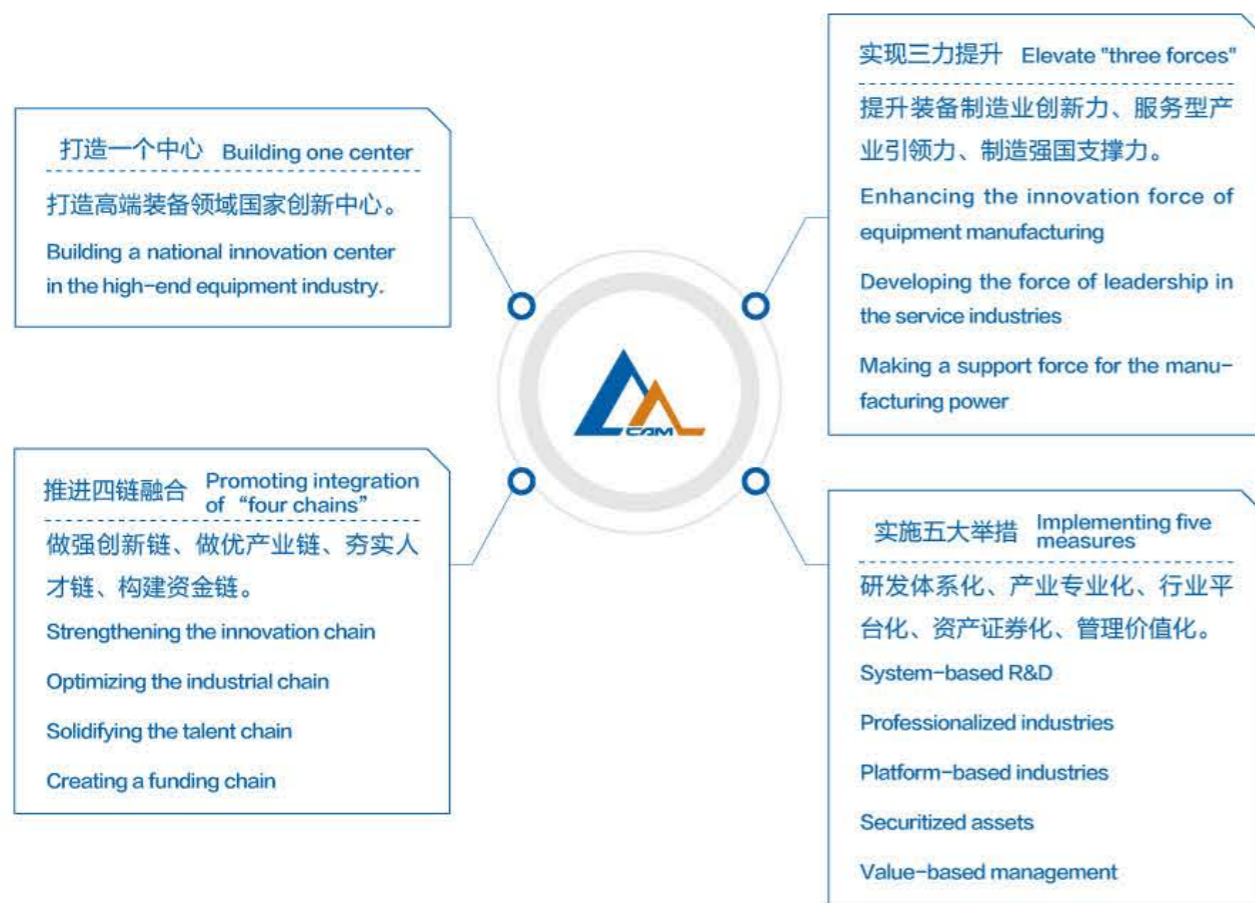 打造一个中心 Building one center
打造高端装备领域国家创新中心。
Building a national innovation center
in the high-end equipment industry.
实现三力提升 Elevate "three forces"
提升装备制造业创新力、服务型产
业引领力、制造强国支撑力。
Enhancing the innovation force of
equipment manufacturing
Developing the force of leadership in
the service industries
Making a support force for the manu-
facturing power
CAM
推进四链融合 Promoting integration
of “four chains”
做强创新链、做优产业链、夯实人
才链、构建资金链。
Strengthening the innovation chain
Optimizing the industrial chain
Solidifying the talent chain
Creating a funding chain
实施五大举措 Implementing five
measures
研发体系化、产业专业化、行业平
台化、资产证券化、管理价值化。
System-based R&D
Professionalized industries
Platform-based industries
Securitized assets
Value-based management